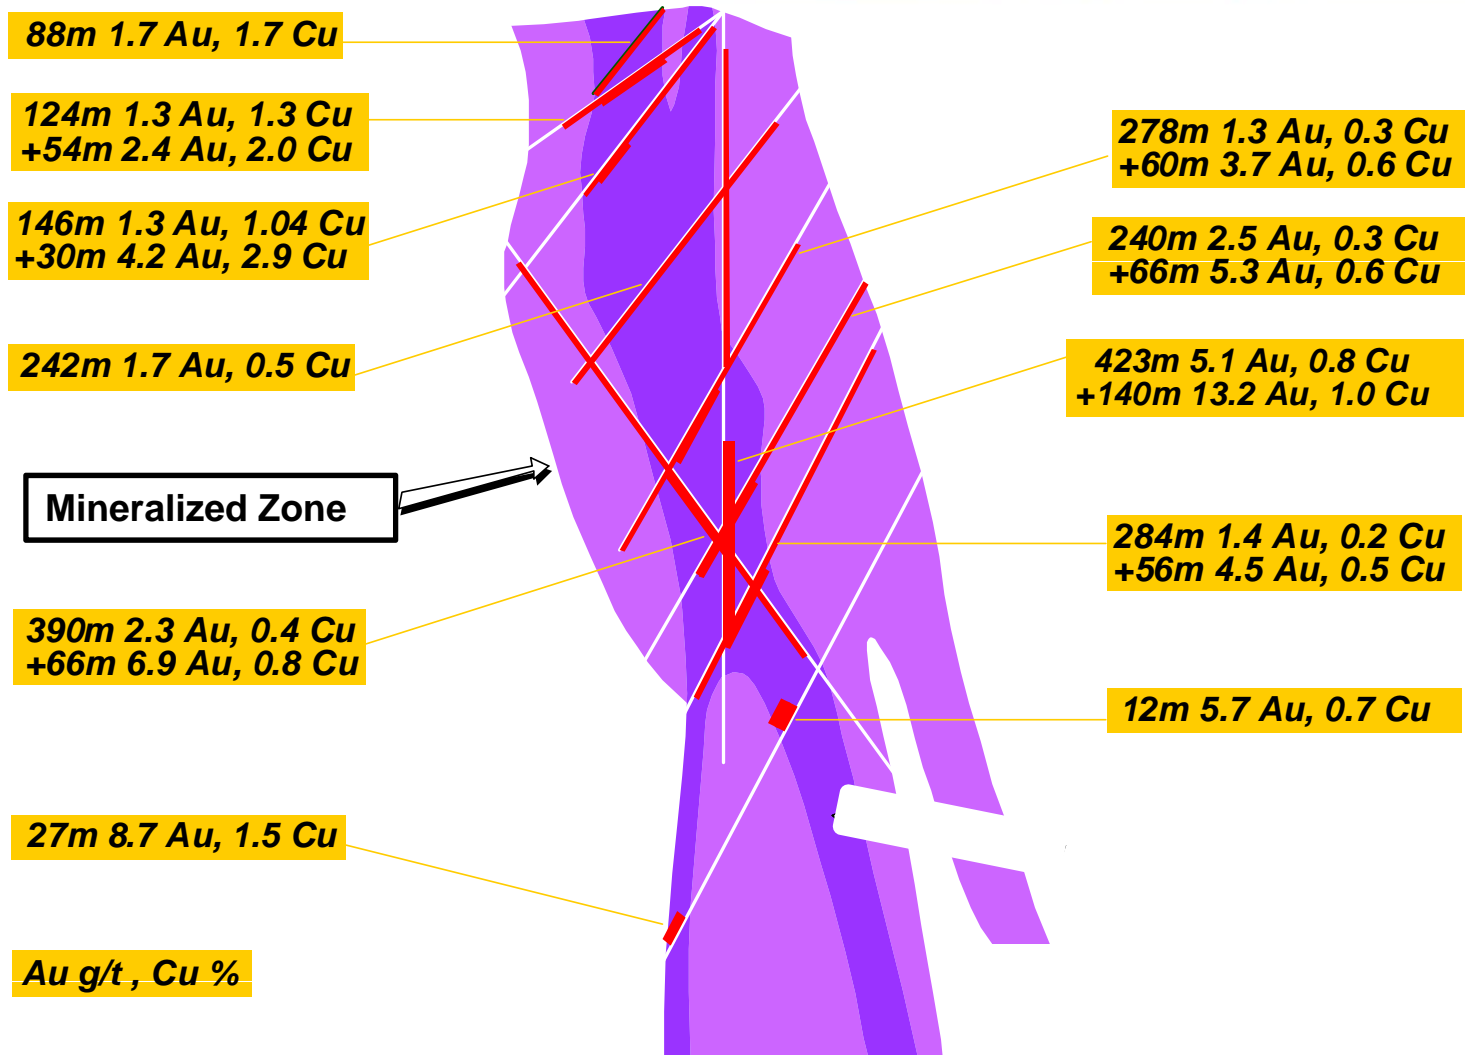 88m 1.7 Au, 1.7 Cu
124m 1.3 Au, 1.3 Cu
+54m 2.4 Au, 2.0 Cu
146m 1.3 Au, 1.04 Cu
+30m 4.2 Au, 2.9 Cu
242m 1.7 Au, 0.5 Cu
Mineralized Zone
390m 2.3 Au, 0.4 Cu
+66m 6.9 Au, 0.8 Cu
27m 8.7 Au, 1.5 Cu
Au g/t , Cu %
278m 1.3 Au, 0.3 Cu
+60m 3.7 Au, 0.6 Cu
240m 2.5 Au, 0.3 Cu
+66m 5.3 Au, 0.6 Cu
423m 5.1 Au, 0.8 Cu
+140m 13.2 Au, 1.0 Cu
284m 1.4 Au, 0.2 Cu
+56m 4.5 Au, 0.5 Cu
12m 5.7 Au, 0.7 Cu